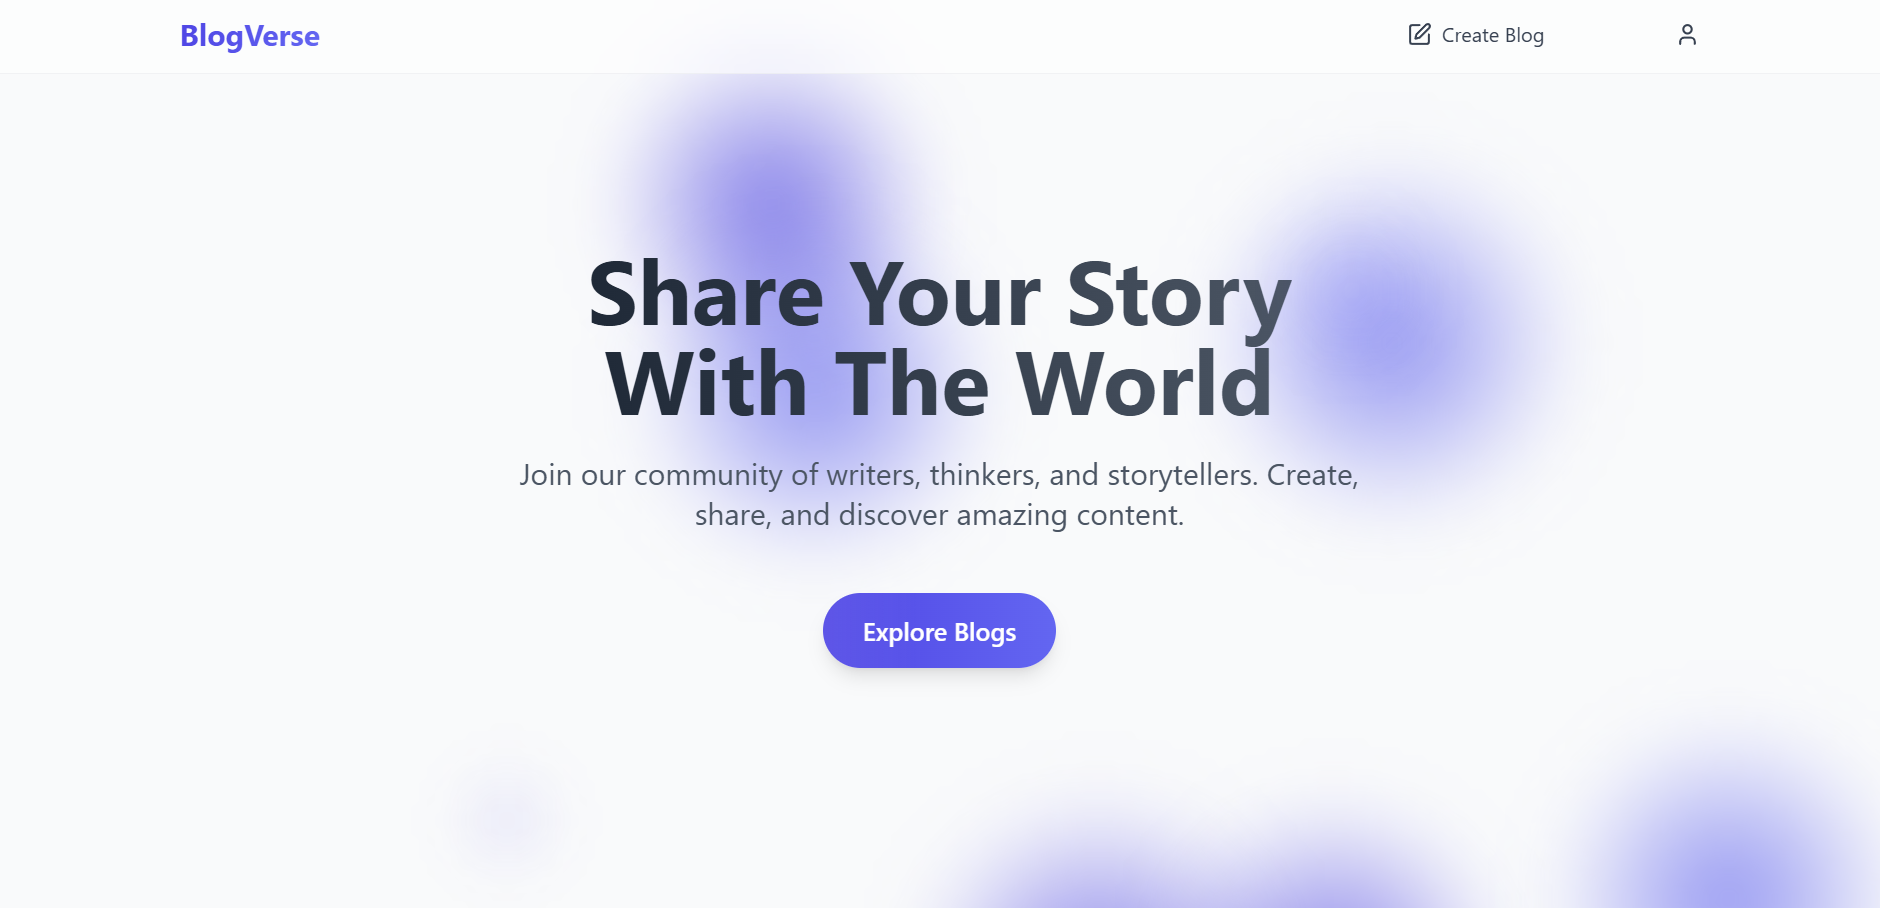 BlogVerse
Create Blog
Share Your Story
With The World
Join our community of writers, thinkers, and storytellers. Create,
share, and discover amazing content.
Explore Blogs